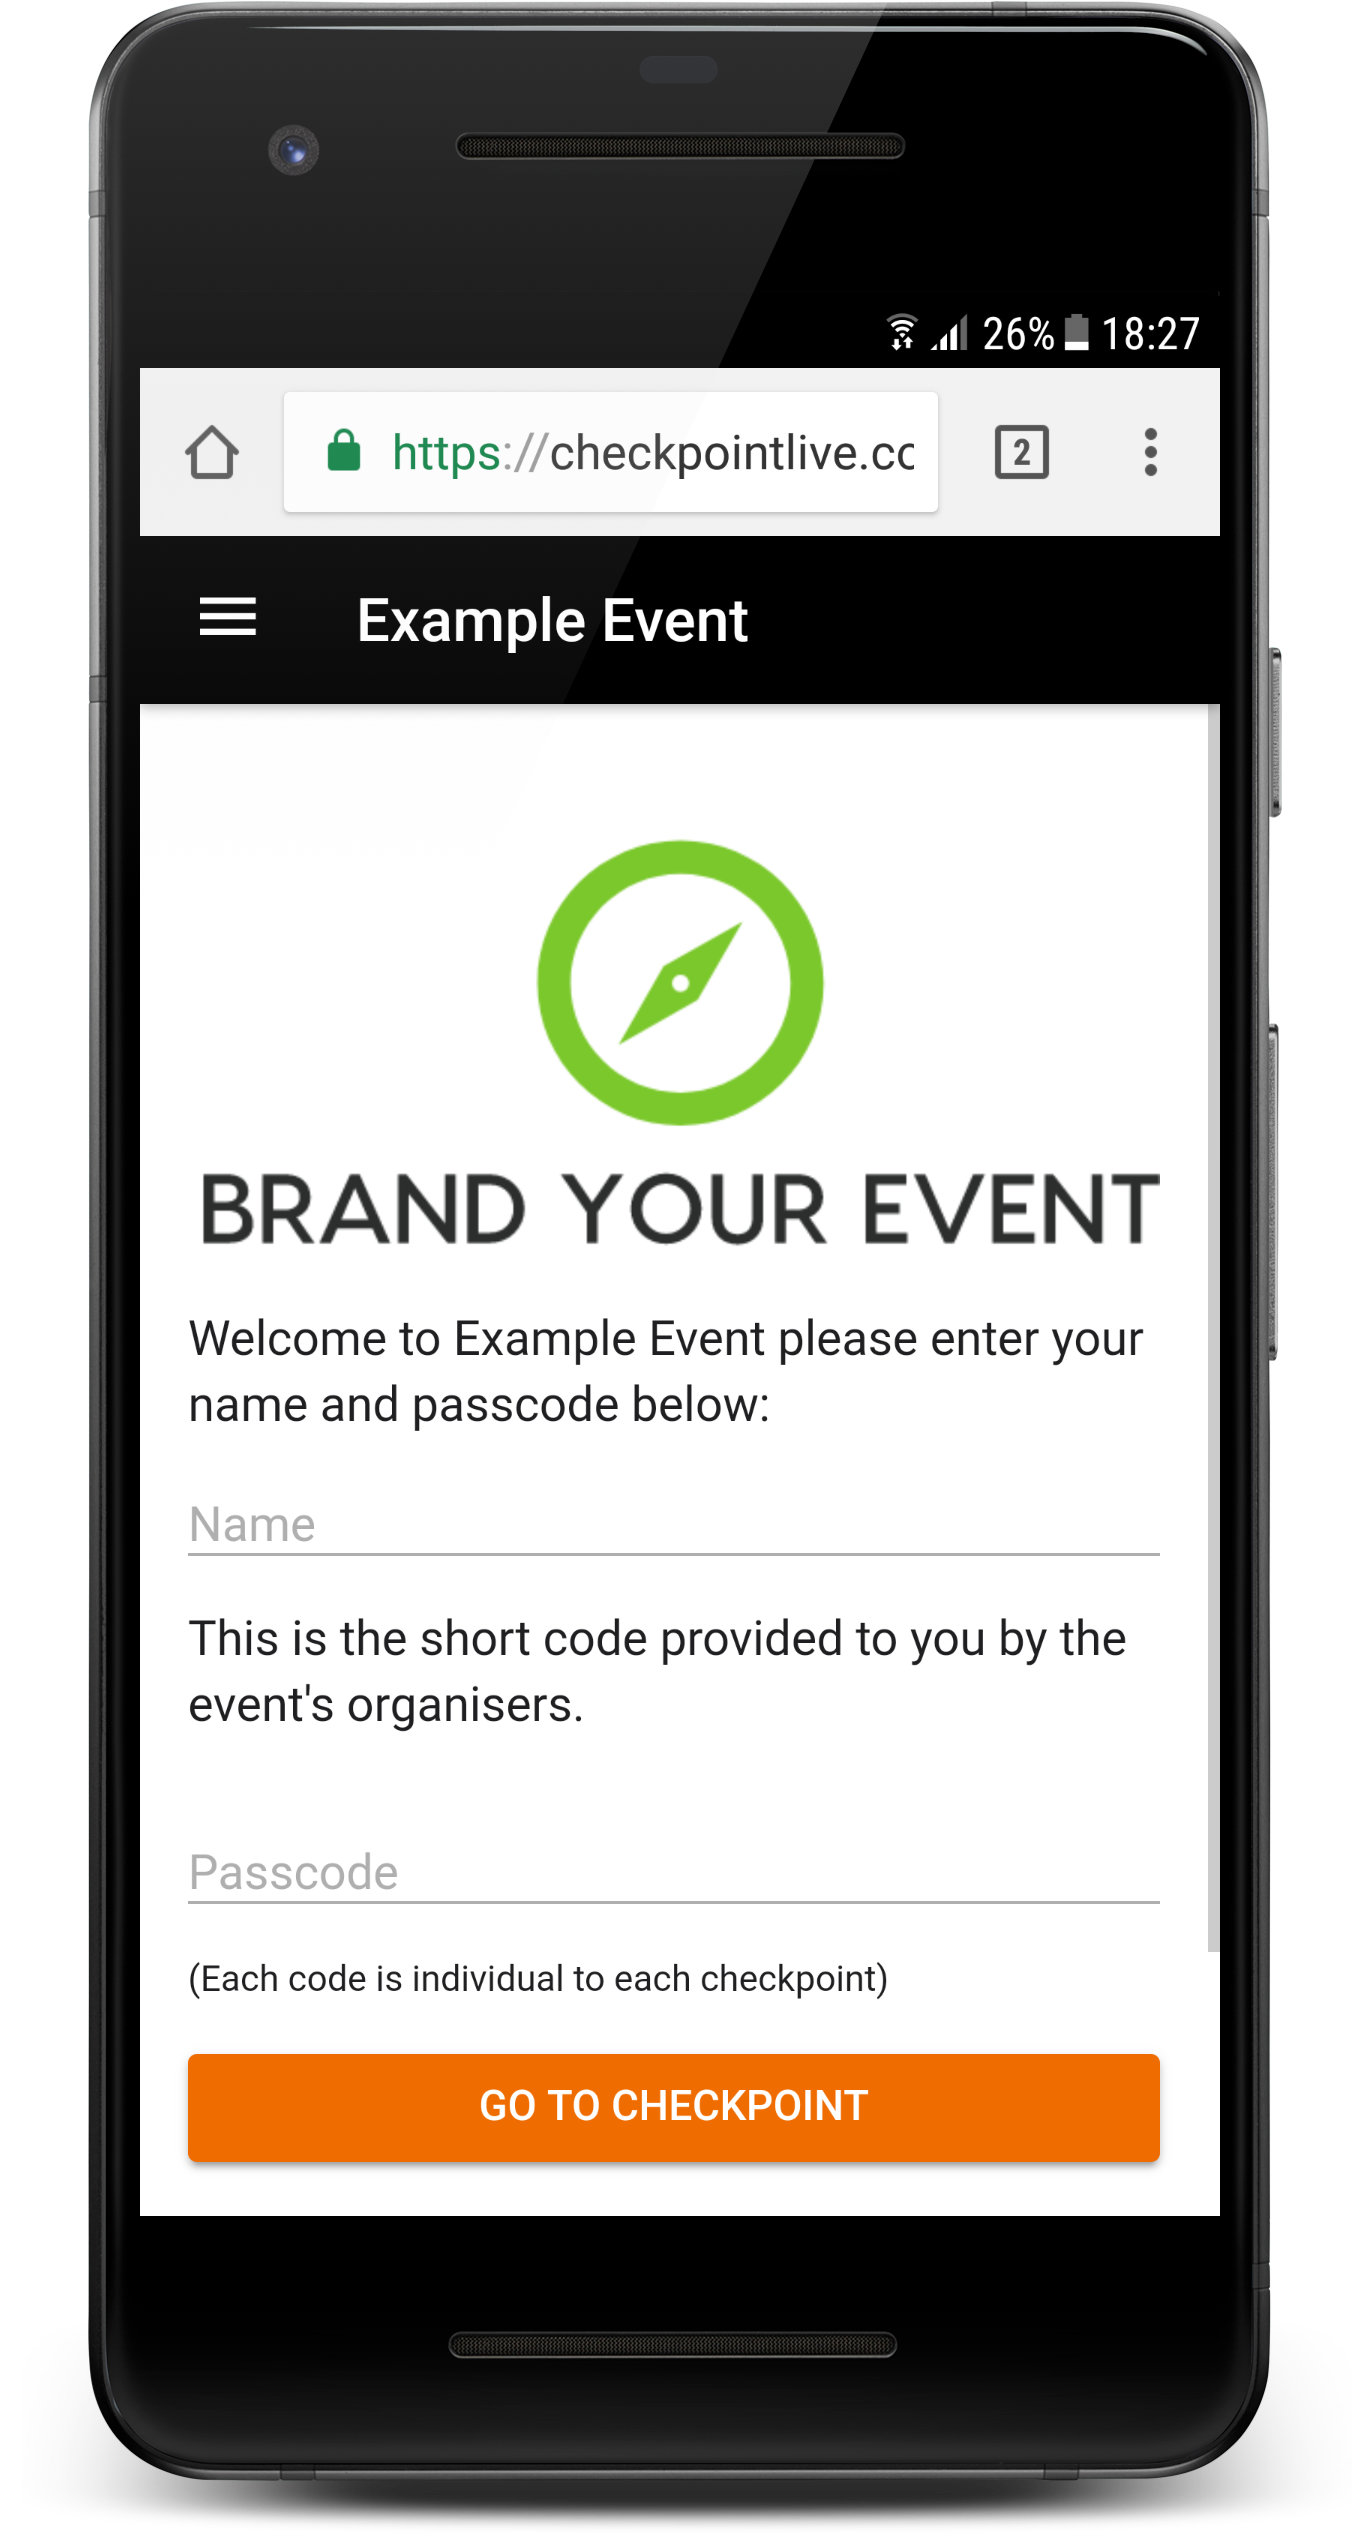 26% 18:27
https://checkpointlive.co
2
Example Event
BRAND YOUR EVENT
Welcome to Example Event please enter your
name and passcode below:
Name
This is the short code provided to you by the
event's organisers.
Passcode
(Each code is individual to each checkpoint)
GO TO CHECKPOINT